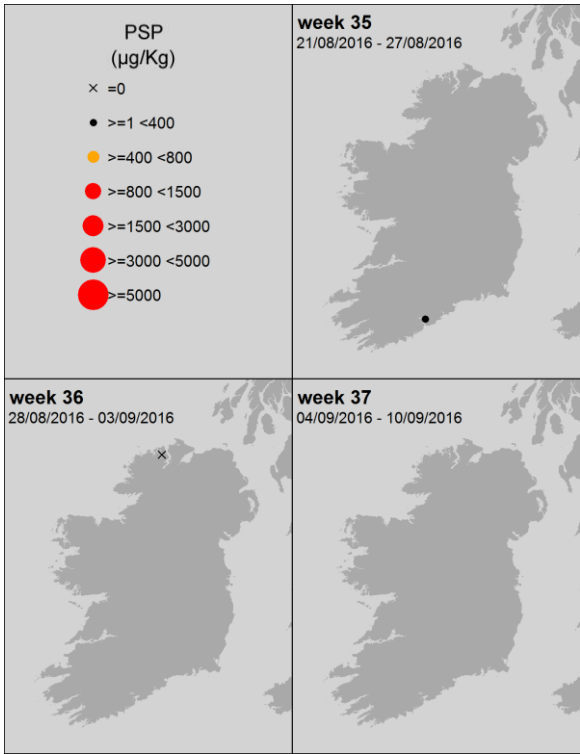 PSP
(µg/Kg)
=0
>=1 <400
>=400 <800
>=800 <1500
>=1500 <3000
>=3000 <5000
>=5000
week 35
21/08/2016 - 27/08/2016
week 36
28/08/2016 - 03/09/2016
week 37
04/09/2016 - 10/09/2016